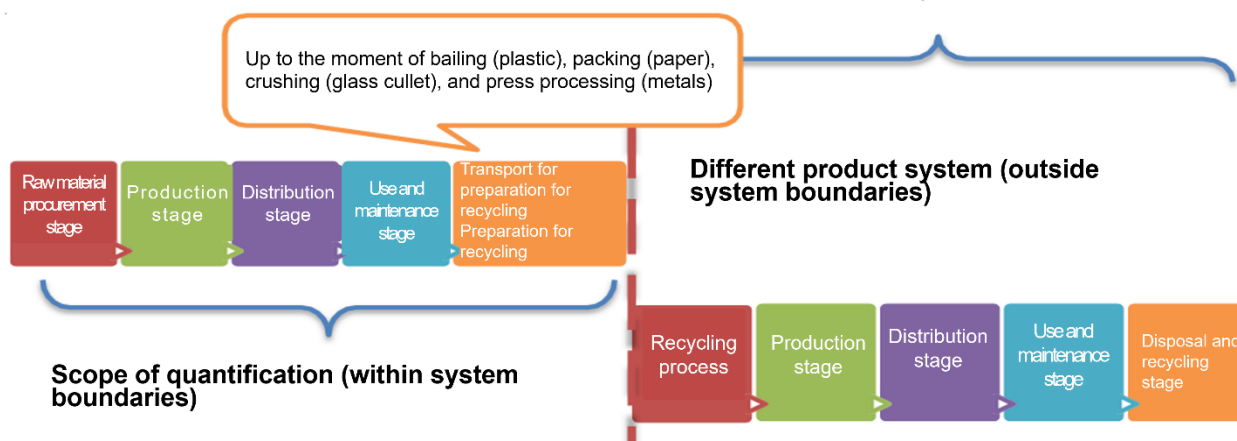 Up to the moment of bailing (plastic), packing (paper),
crushing (glass cullet), and press processing (metals)
Raw material
procurement
stage
Production
stage
Distribution
stage
Use and
maintenance
stage
Transport for
preparation for
recycling
Preparation for
recycling
Different product system (outside
system boundaries)
Scope of quantification (within system
boundaries)
Recycling
process
Production
stage
Distribution
stage
Use and
maintenance
stage
Disposal and
recycling
stage